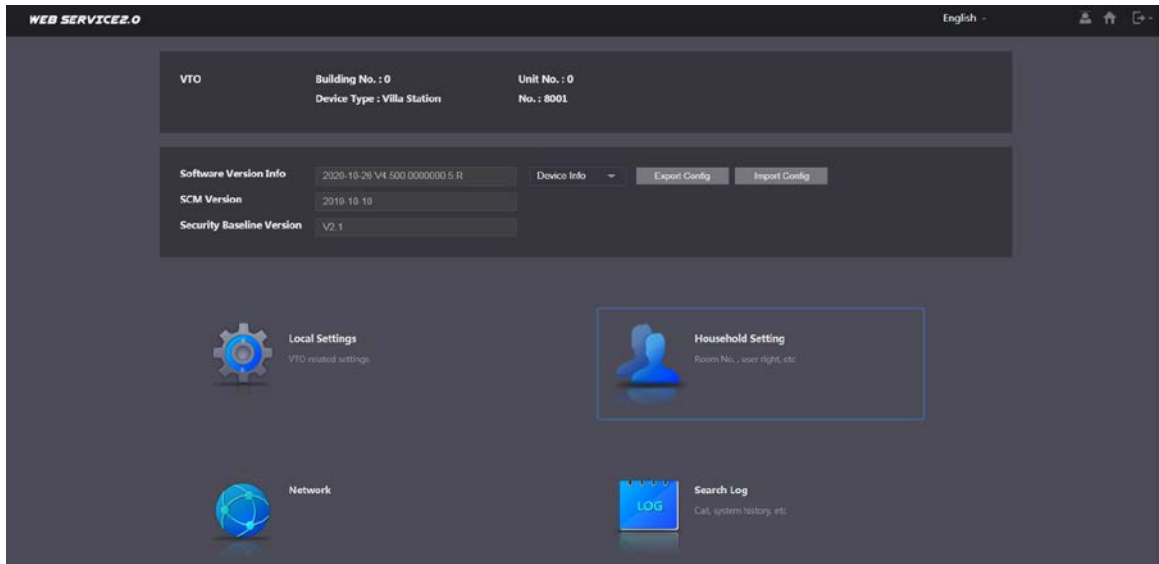 WEB SERVICE2.0 English
VTO Building No. : 0 Unit No. : 0
Device Type : Villa Station No. : 8001
Software Version Info 2020-10-26 V4.500.0000000.5.R Device Info Export Config Import Config
SCM Version 2019-10-10
Security Baseline Version V2.1
Local Settings
VTO related settings
Household Setting
Room No. , user right, etc
Network
LOG
Search Log
Call, system history, etc